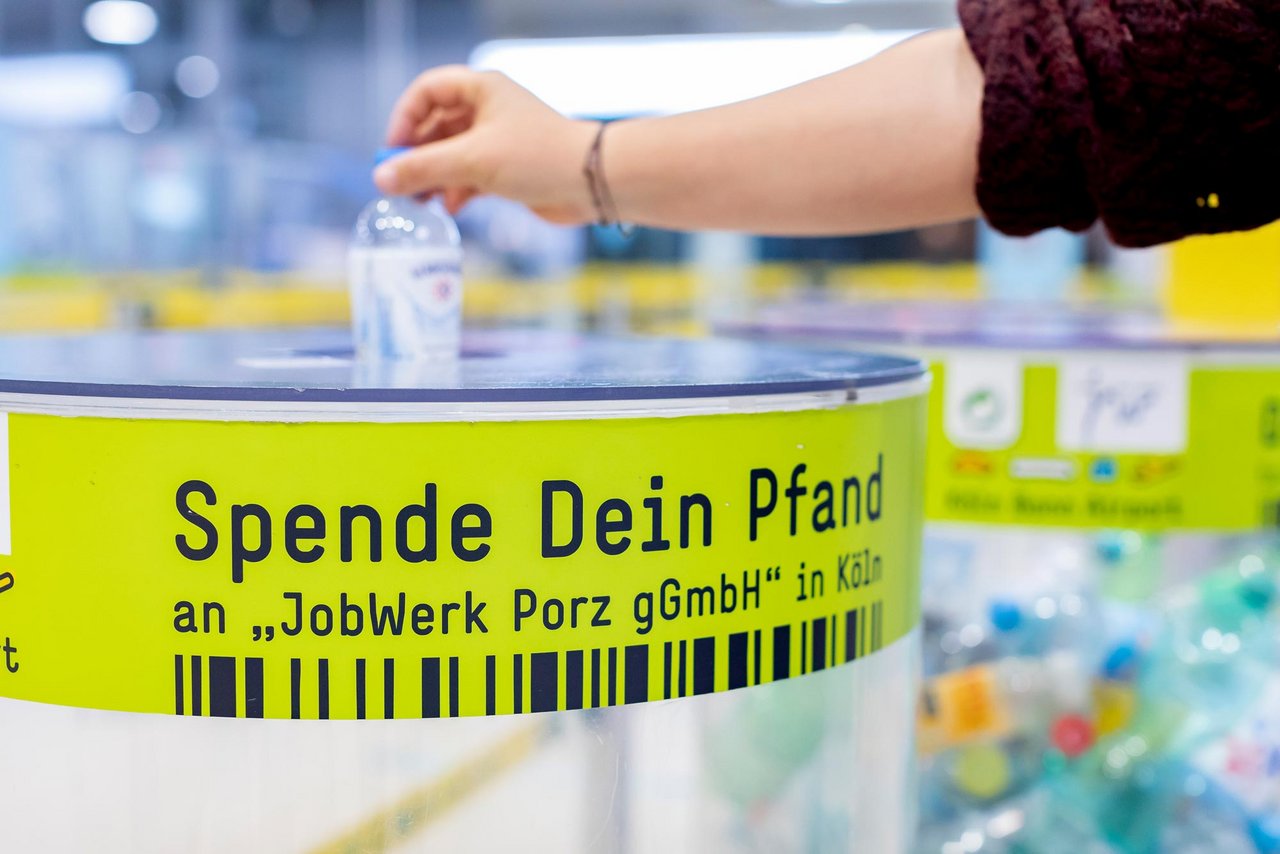 Spende Dein Pfand
an „JobWerk Porz gGmbH“ in Köln